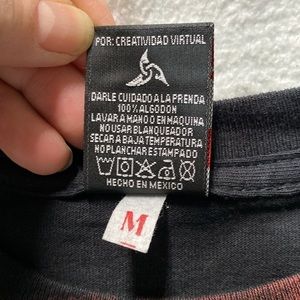 POR: CREATIVIDAD VIRTUAL
DARLE CUIDADO A LA PRENDA
100% ALGODON
LAVAR A MANO O EN MAQUINA
NO USAR BLANQUEADOR
SECAR A BAJA TEMPERATURA
NO PLANCHAR ESTAMPADO
HECHO EN MEXICO
M